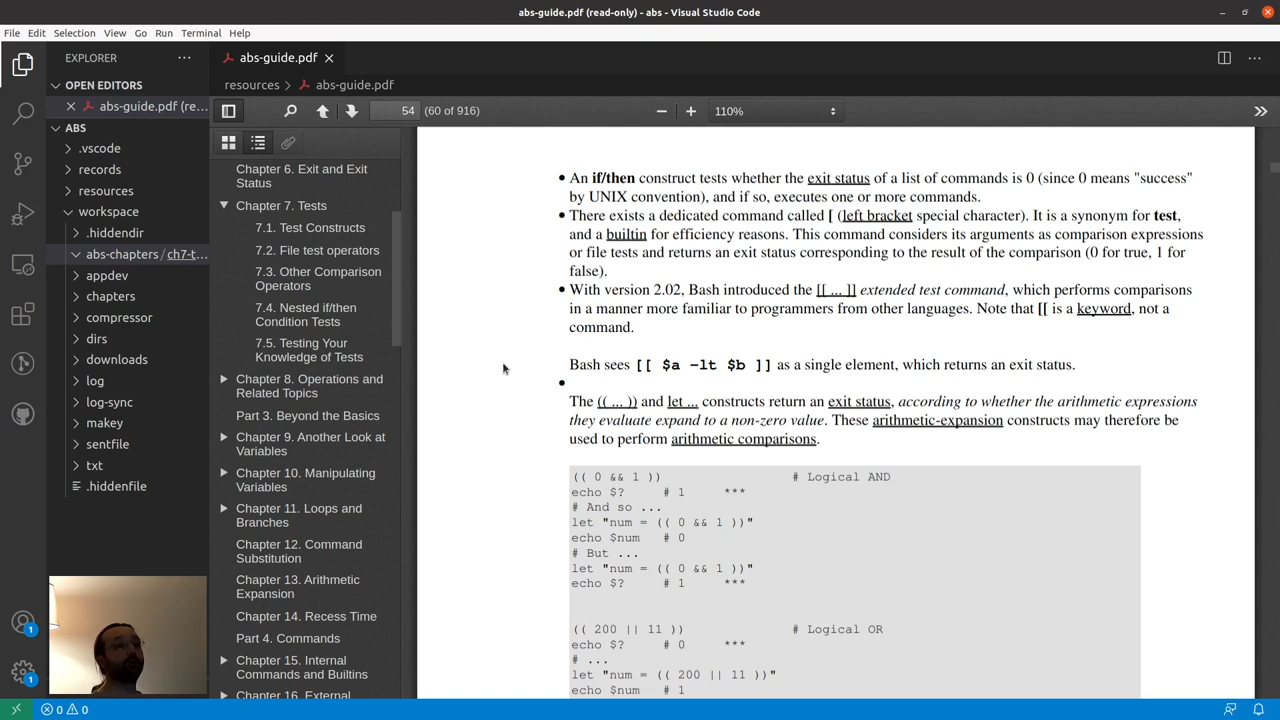 abs-guide.pdf (read-only) - abs - Visual Studio Code
File Edit Selection View Go Run Terminal Help
EXPLORER
OPEN EDITORS
abs-guide.pdf (re...
ABS
.vscode
records
resources
workspace
.hiddendir
abs-chapters / ch7-t...
appdev
chapters
compressor
dirs
downloads
log
log-sync
makey
sentfile
txt
.hiddenfile
1
1
abs-guide.pdf
resources > abs-guide.pdf
54 (60 of 916) 110%
Chapter 6. Exit and Exit
Status
Chapter 7. Tests
7.1. Test Constructs
7.2. File test operators
7.3. Other Comparison
Operators
7.4. Nested if/then
Condition Tests
7.5. Testing Your
Knowledge of Tests
Chapter 8. Operations and
Related Topics
Part 3. Beyond the Basics
Chapter 9. Another Look at
Variables
Chapter 10. Manipulating
Variables
Chapter 11. Loops and
Branches
Chapter 12. Command
Substitution
Chapter 13. Arithmetic
Expansion
Chapter 14. Recess Time
Part 4. Commands
Chapter 15. Internal
Commands and Builtins
Chapter 16. External
• An if/then construct tests whether the exit status of a list of commands is 0 (since 0 means "success"
by UNIX convention), and if so, executes one or more commands.
• There exists a dedicated command called [ (left bracket special character). It is a synonym for test,
and a builtin for efficiency reasons. This command considers its arguments as comparison expressions
or file tests and returns an exit status corresponding to the result of the comparison (0 for true, 1 for
false).
• With version 2.02, Bash introduced the [[ ... ]] extended test command, which performs comparisons
in a manner more familiar to programmers from other languages. Note that [[ is a keyword, not a
command.
Bash sees [[ $a -lt $b ]] as a single element, which returns an exit status.
•
The (( ... )) and let ... constructs return an exit status, according to whether the arithmetic expressions
they evaluate expand to a non-zero value. These arithmetic-expansion constructs may therefore be
used to perform arithmetic comparisons.
(( 0 && 1 )) # Logical AND
echo $? # 1 ***
# And so ...
let "num = (( 0 && 1 ))"
echo $num # 0
# But ...
let "num = (( 0 && 1 ))"
echo $? # 1 ***
(( 200 || 11 )) # Logical OR
echo $? # 0 ***
# ...
let "num = (( 200 || 11 ))"
echo $num # 1
0 0